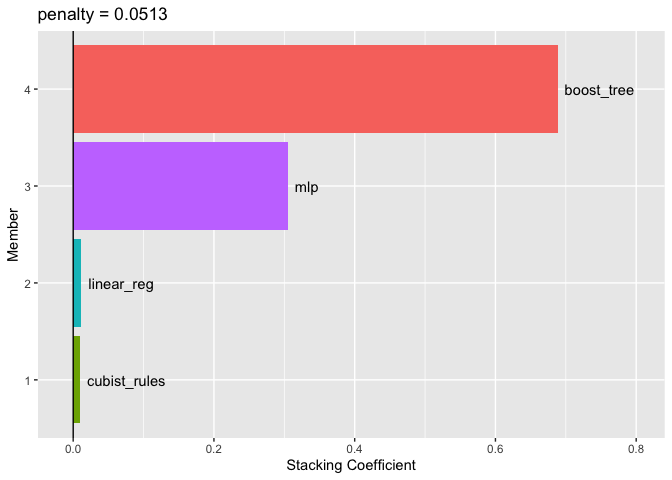 penalty = 0.0513
Member
4
boost_tree
3
mlp
2
linear_reg
1
cubist_rules
0.0 0.2 0.4 0.6 0.8
Stacking Coefficient